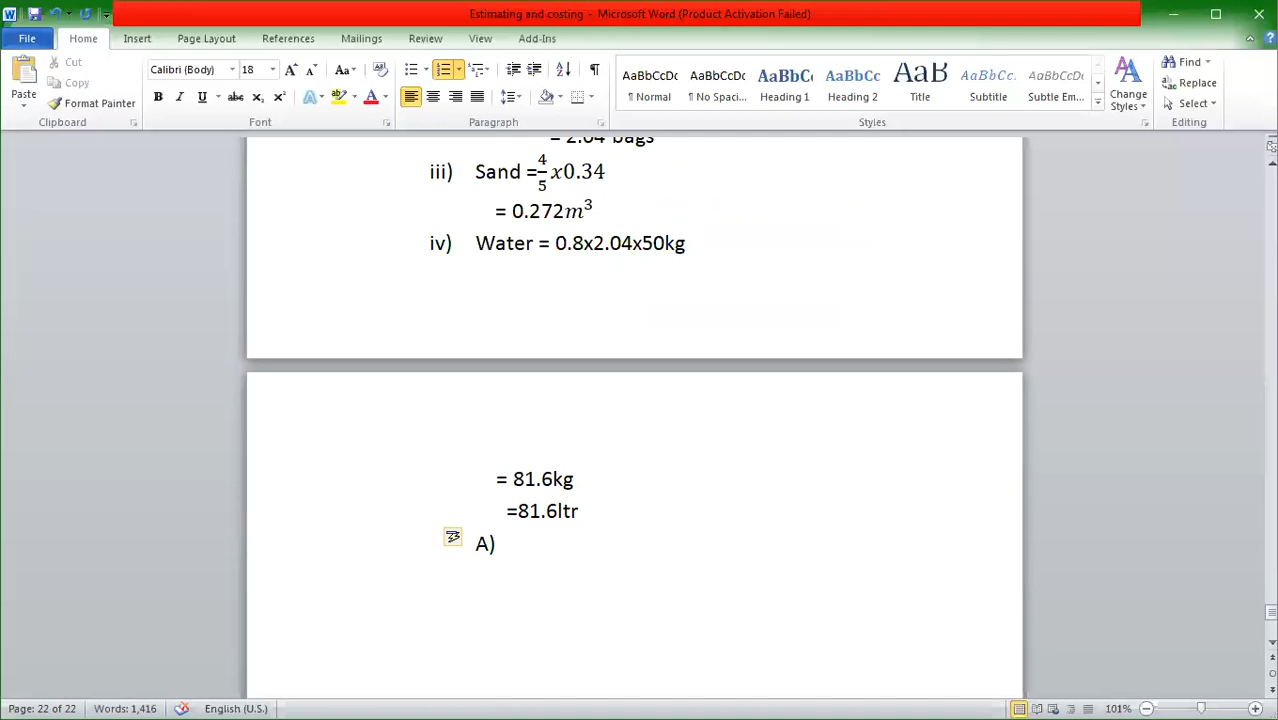 Estimating and costing - Microsoft Word (Product Activation Failed)
File Home Insert Page Layout References Mailings Review View Add-Ins
Paste
Cut
Copy
Format Painter
Clipboard
Calibri (Body) 18
Font
Paragraph
AaBbCcDc AaBbCcDc AaBbC( AaBbCc AaB AaBbCc. AaBbCcDc
¶ Normal ¶ No Spaci... Heading 1 Heading 2 Title Subtitle Subtle Em...
Styles
Change Styles
Find
Replace
Select
Editing
= 2.04 bags
iii) Sand =4/5 x0.34
= 0.272m³
iv) Water = 0.8x2.04x50kg
= 81.6kg
=81.6ltr
A)
Page: 22 of 22 Words: 1,416 English (U.S.) 101%